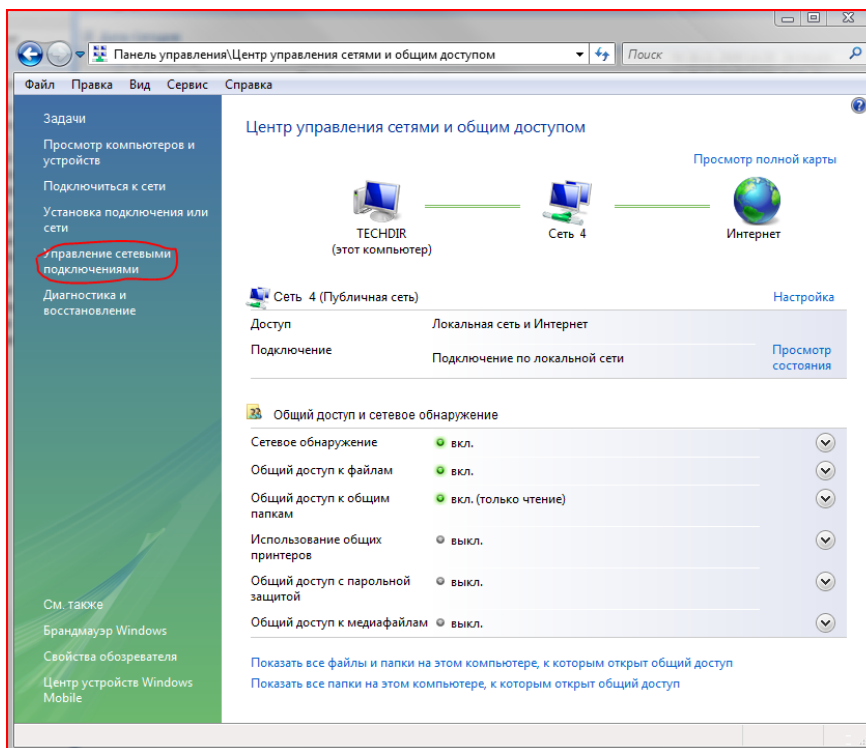 Панель управления\Центр управления сетями и общим доступом
Поиск
Файл Правка Вид Сервис Справка
Задачи
Просмотр компьютеров и
устройств
Подключиться к сети
Установка подключения или
сети
Управление сетевыми
подключениями
Диагностика и
восстановление
См. также
Брандмауэр Windows
Свойства обозревателя
Центр устройств Windows
Mobile
Центр управления сетями и общим доступом
Просмотр полной карты
TECHDIR
(этот компьютер)
Сеть 4
Интернет
Сеть 4 (Публичная сеть)
Настройка
Доступ
Локальная сеть и Интернет
Подключение
Подключение по локальной сети
Просмотр
состояния
Общий доступ и сетевое обнаружение
Сетевое обнаружение
вкл.
Общий доступ к файлам
вкл.
Общий доступ к общим
папкам
вкл. (только чтение)
Использование общих
принтеров
выкл.
Общий доступ с парольной
защитой
выкл.
Общий доступ к медиафайлам
выкл.
Показать все файлы и папки на этом компьютере, к которым открыт общий доступ
Показать все папки на этом компьютере, к которым открыт общий доступ